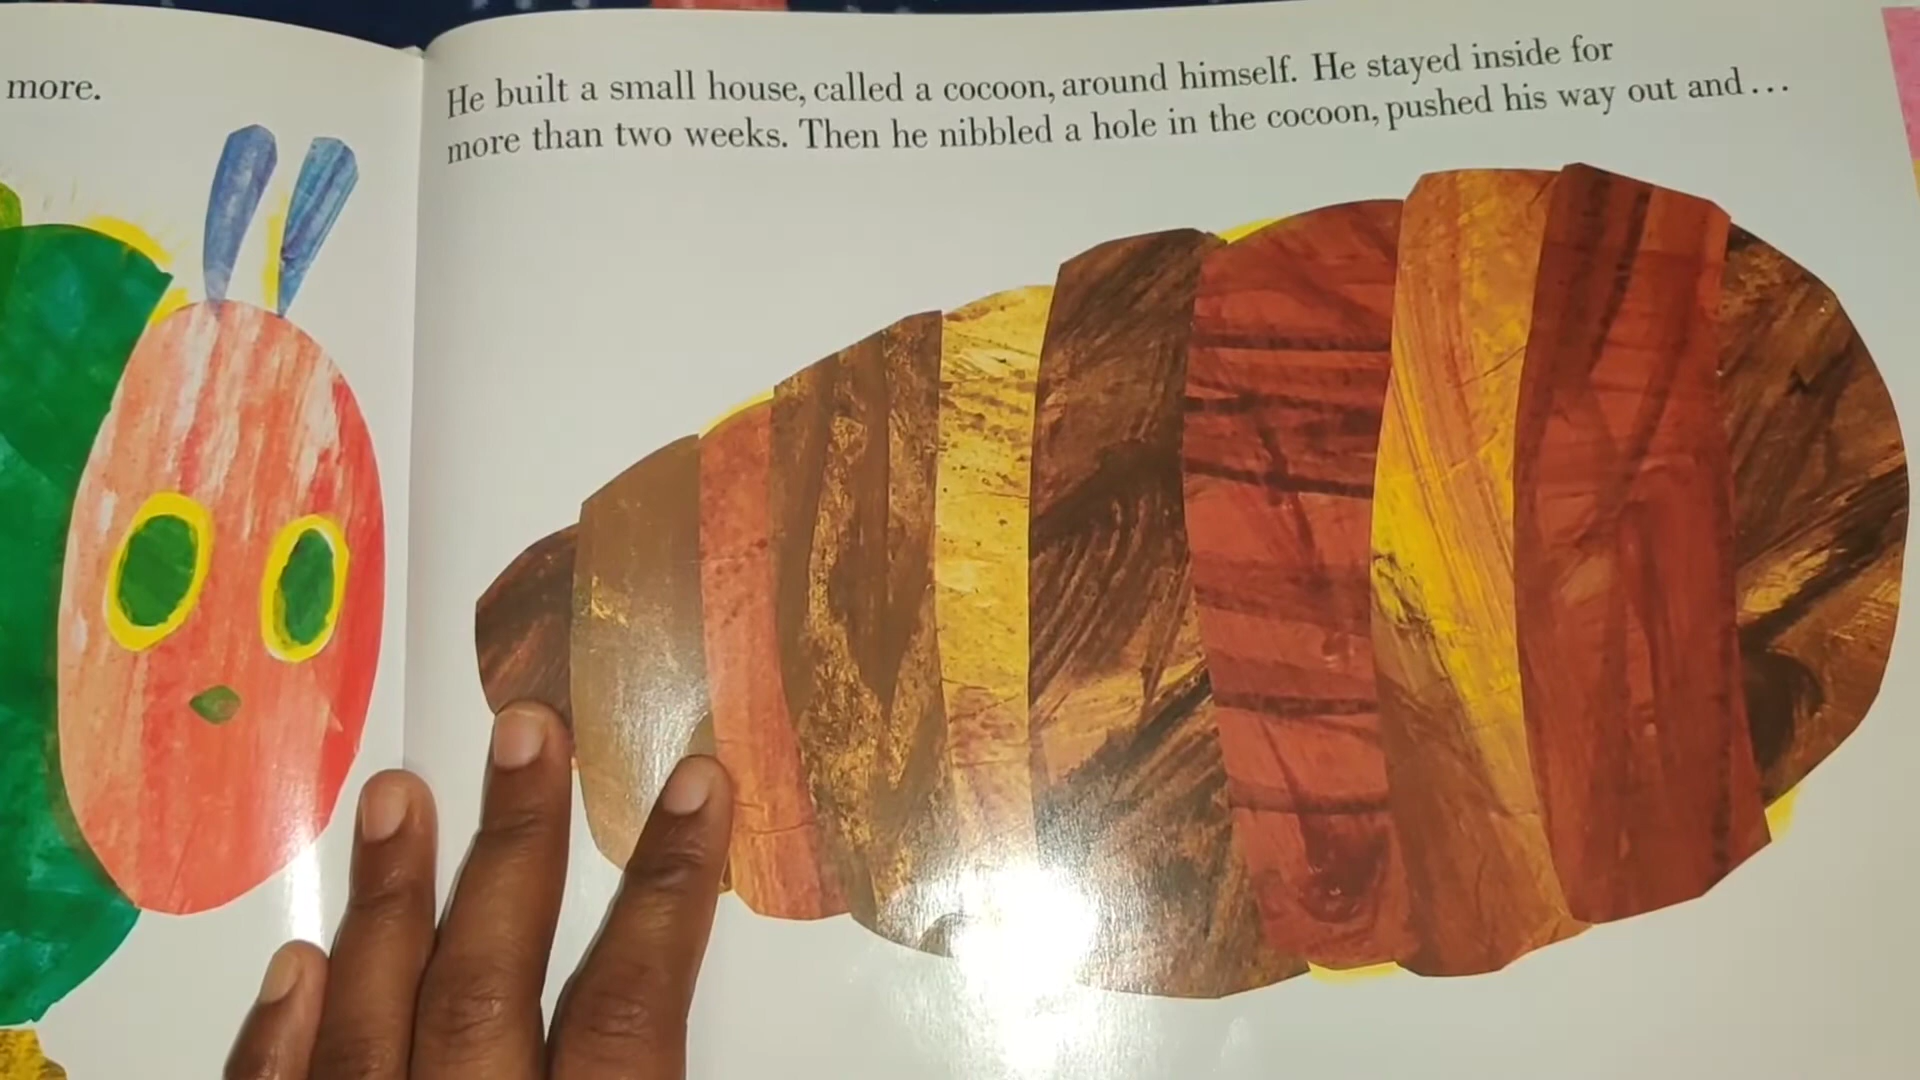 more.
He built a small house, called a cocoon, around himself. He stayed inside for
more than two weeks. Then he nibbled a hole in the cocoon, pushed his way out and...